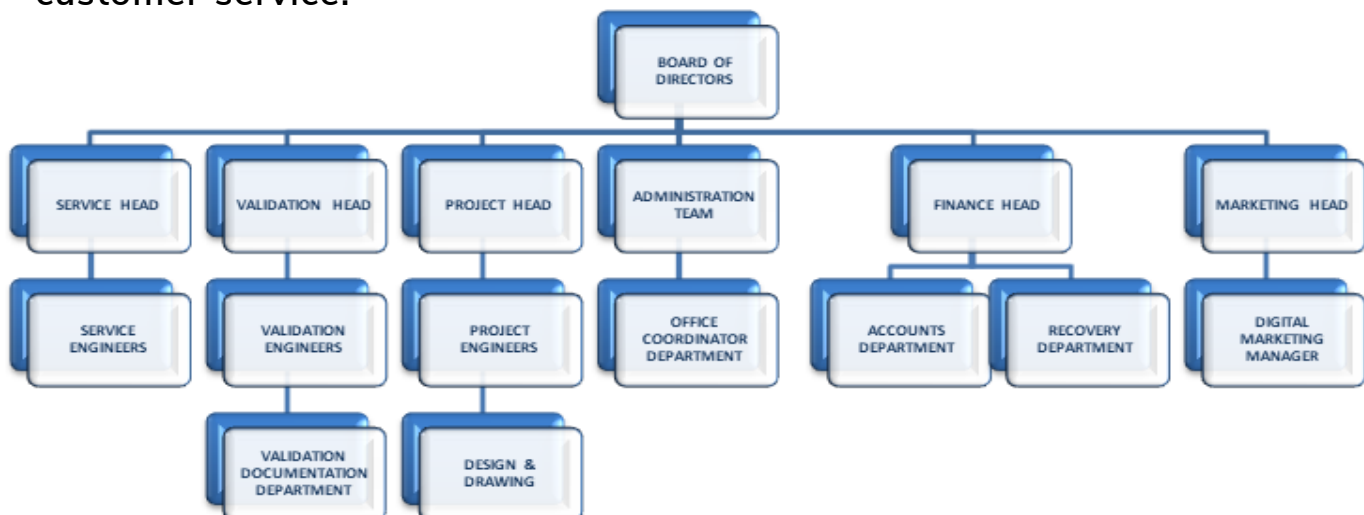 customer service.
BOARD OF
DIRECTORS
SERVICE HEAD
VALIDATION HEAD
PROJECT HEAD
ADMINISTRATION
TEAM
FINANCE HEAD
MARKETING HEAD
SERVICE
ENGINEERS
VALIDATION
ENGINEERS
PROJECT
ENGINEERS
OFFICE
COORDINATOR
DEPARTMENT
ACCOUNTS
DEPARTMENT
RECOVERY
DEPARTMENT
DIGITAL
MARKETING
MANAGER
VALIDATION
DOCUMENTATION
DEPARTMENT
DESIGN &
DRAWING